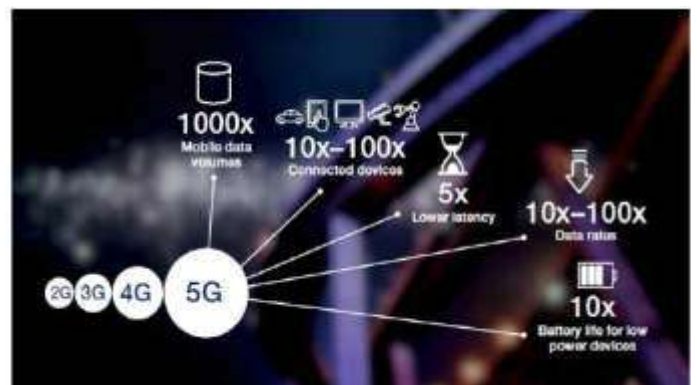 1000x
Mobile data
volumes
10x–100x
Connected devices
5x
Lower latency
10x–100x
Data rates
2G 3G 4G 5G
10x
Battery life for low
power devices